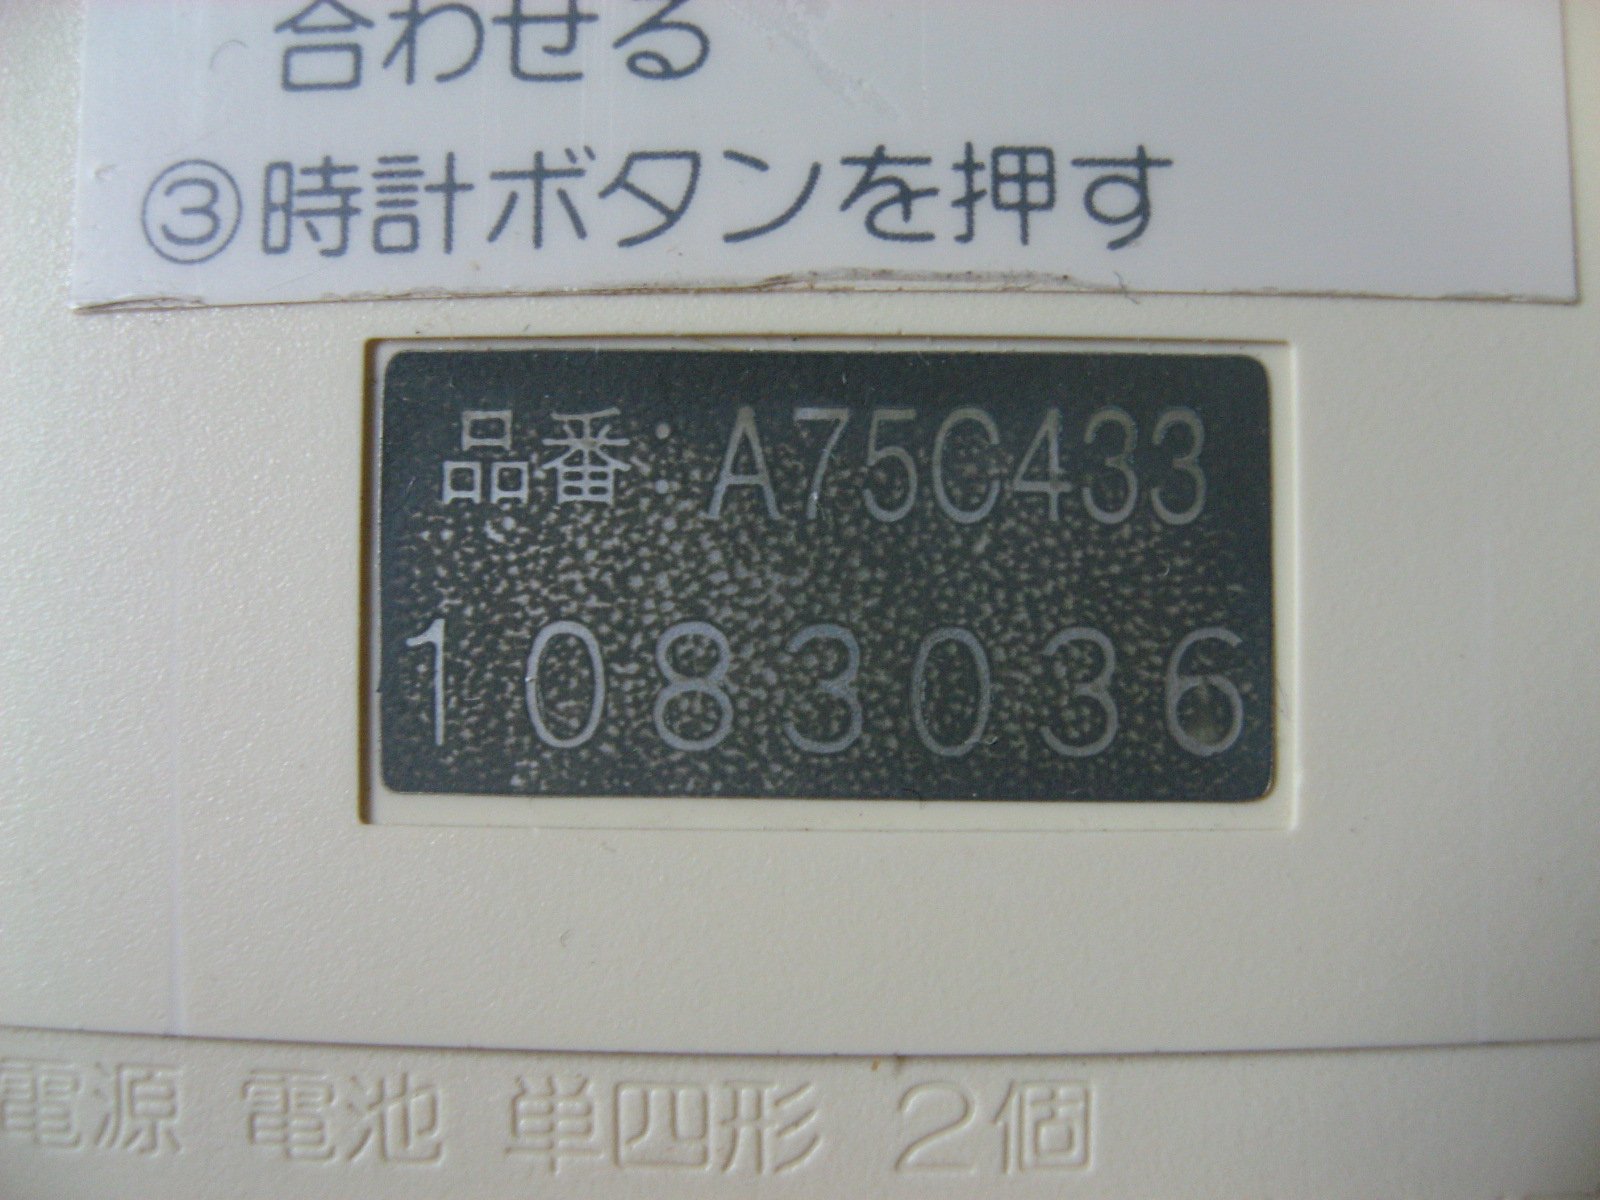 合わせる
③時計ボタンを押す
品番:A75C433
1083036
電源 電池 単四形 2個